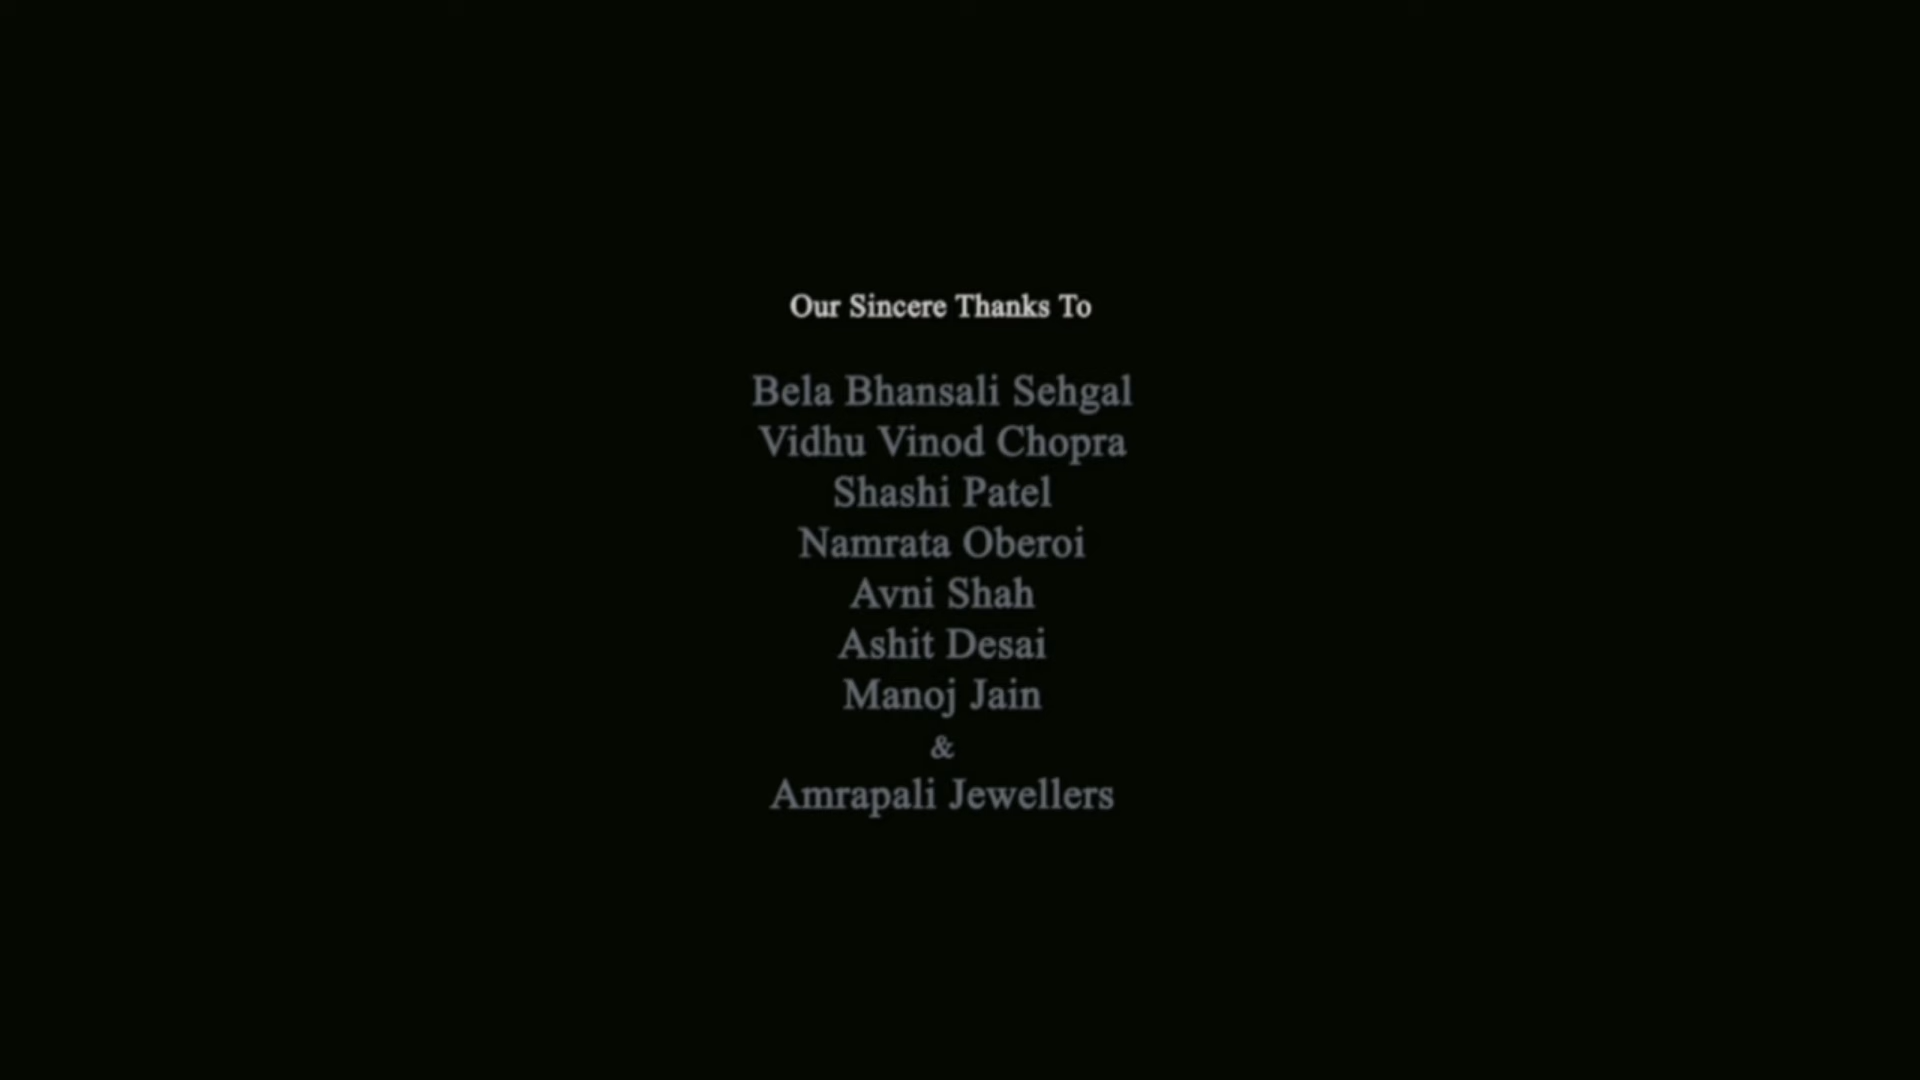 Our Sincere Thanks To
Bela Bhansali Sehgal
Vidhu Vinod Chopra
Shashi Patel
Namrata Oberoi
Avni Shah
Ashit Desai
Manoj Jain
&
Amrapali Jewellers